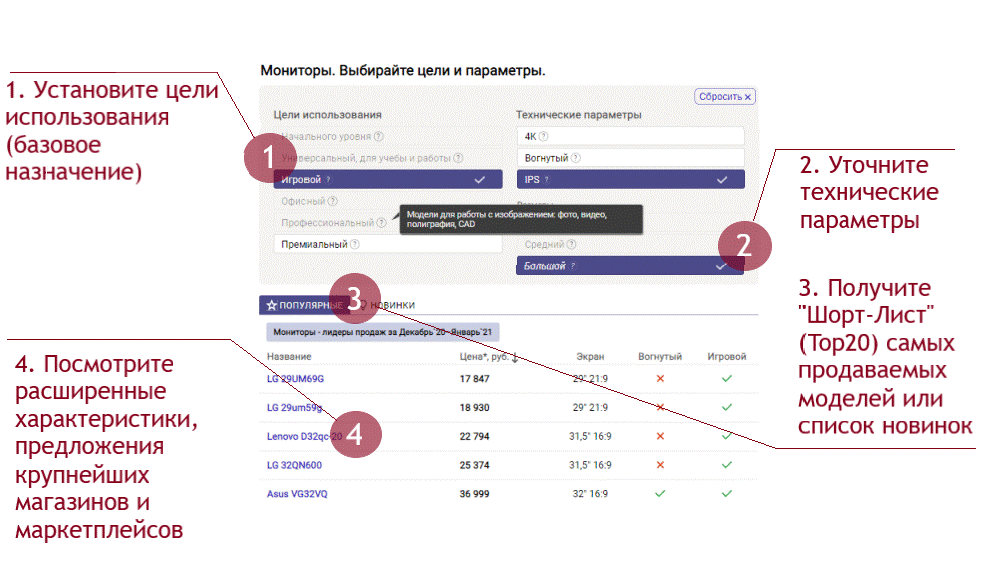 Мониторы. Выбирайте цели и параметры.
Сбросить ×
1. Установите цели
использования
(базовое
назначение)
Цели использования
Начального уровня ?
Универсальный, для учебы и работы ?
Игровой ?
Офисный ?
Профессиональный ?
Премиальный ?
1
Технические параметры
4K ?
Вогнутый ?
IPS ?
Модели для работы с изображением: фото, видео,
полиграфия, CAD
Средний ?
Большой ?
2
2. Уточните
технические
параметры
ПОПУЛЯРНЫЕ
НОВИНКИ
3
3. Получите
"Шорт-Лист"
(Top20) самых
продаваемых
моделей или
список новинок
Мониторы - лидеры продаж за Декабрь`20-Январь`21
Название Цена*, руб. ↓ Экран Вогнутый Игровой
LG 29UM69G 17 847 29" 21:9
LG 29um59g 18 930 29" 21:9
Lenovo D32qc-20 22 794 31,5" 16:9
LG 32QN600 25 374 31,5" 16:9
Asus VG32VQ 36 999 32" 16:9
4
4. Посмотрите
расширенные
характеристики,
предложения
крупнейших
магазинов и
маркетплейсов